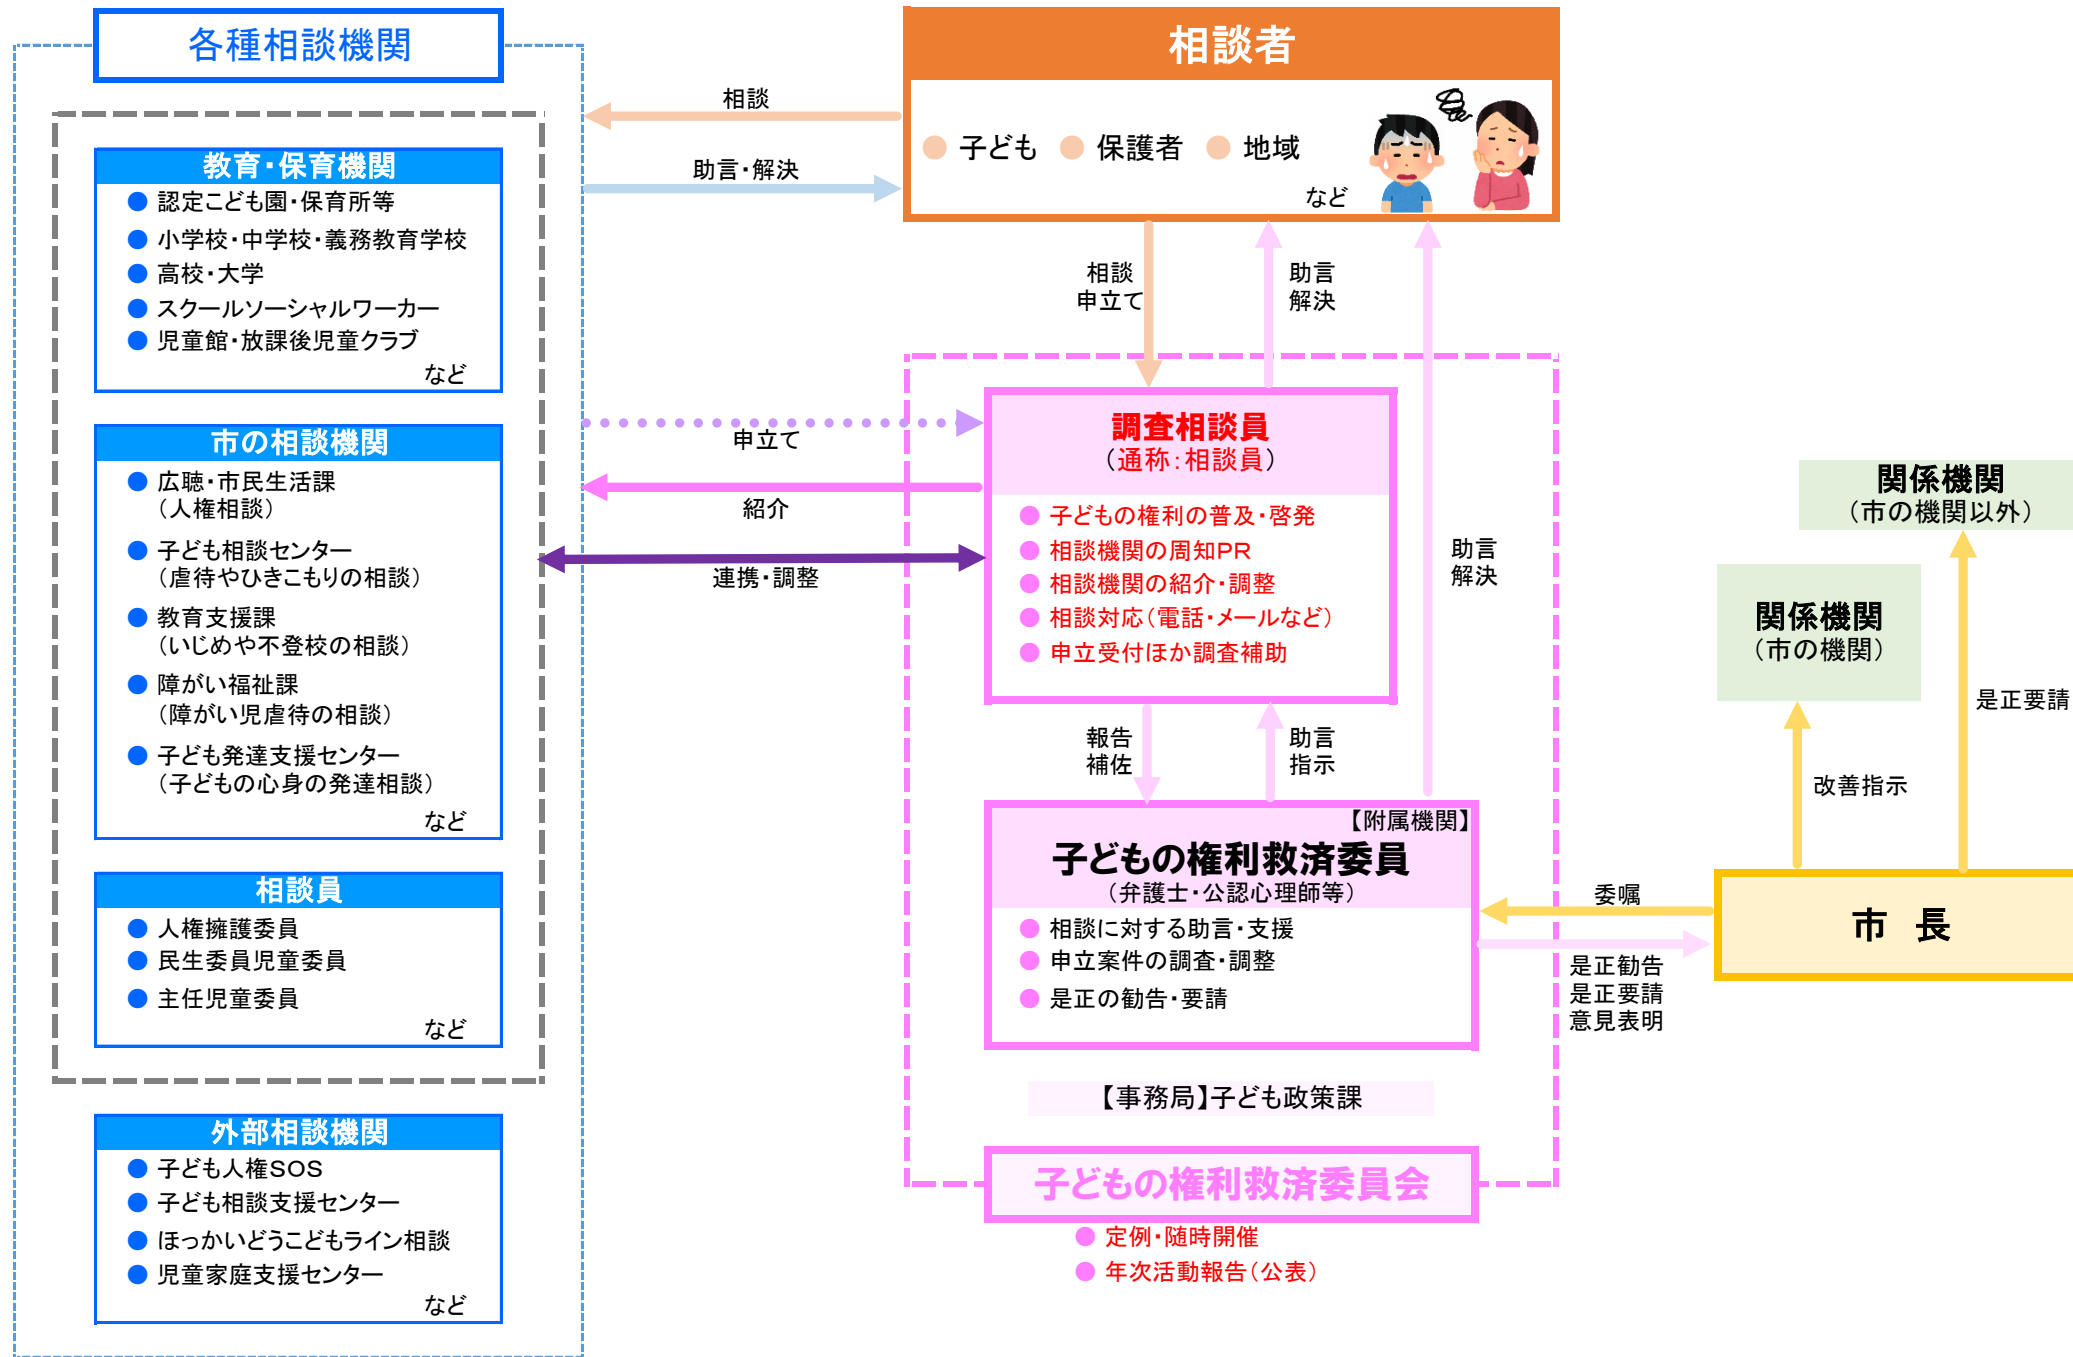 各種相談機関
教育・保育機関
認定こども園・保育所等
小学校・中学校・義務教育学校
高校・大学
スクールソーシャルワーカー
児童館・放課後児童クラブ
など
市の相談機関
広聴・市民生活課
（人権相談）
子ども相談センター
（虐待やひきこもりの相談）
教育支援課
（いじめや不登校の相談）
障がい福祉課
（障がい児虐待の相談）
子ども発達支援センター
（子どもの心身の発達相談）
など
相談員
人権擁護委員
民生委員児童委員
主任児童委員
など
外部相談機関
子ども人権SOS
子ども相談支援センター
ほっかいどうこどもライン相談
児童家庭支援センター
など
相談
助言・解決
申立て
紹介
連携・調整
相談者
子ども
保護者
地域
など
相談
申立て
助言
解決
助言
解決
調査相談員
（通称：相談員）
子どもの権利の普及・啓発
相談機関の周知PR
相談機関の紹介・調整
相談対応（電話・メールなど）
申立受付ほか調査補助
報告
補佐
助言
指示
【附属機関】
子どもの権利救済委員
（弁護士・公認心理師等）
相談に対する助言・支援
申立案件の調査・調整
是正の勧告・要請
【事務局】子ども政策課
子どもの権利救済委員会
定例・随時開催
年次活動報告（公表）
委嘱
是正勧告
是正要請
意見表明
関係機関
（市の機関以外）
関係機関
（市の機関）
是正要請
改善指示
市 長